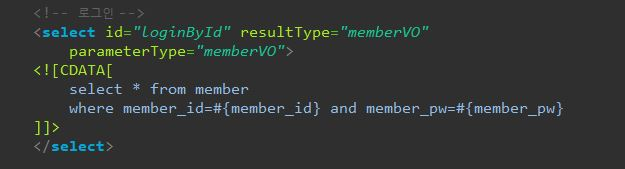 <!-- 로그인 -->
<select id="loginById" resultType="memberVO"
parameterType="memberVO">
<![CDATA[
select * from member
where member_id=#{member_id} and member_pw=#{member_pw}
]]>
</select>